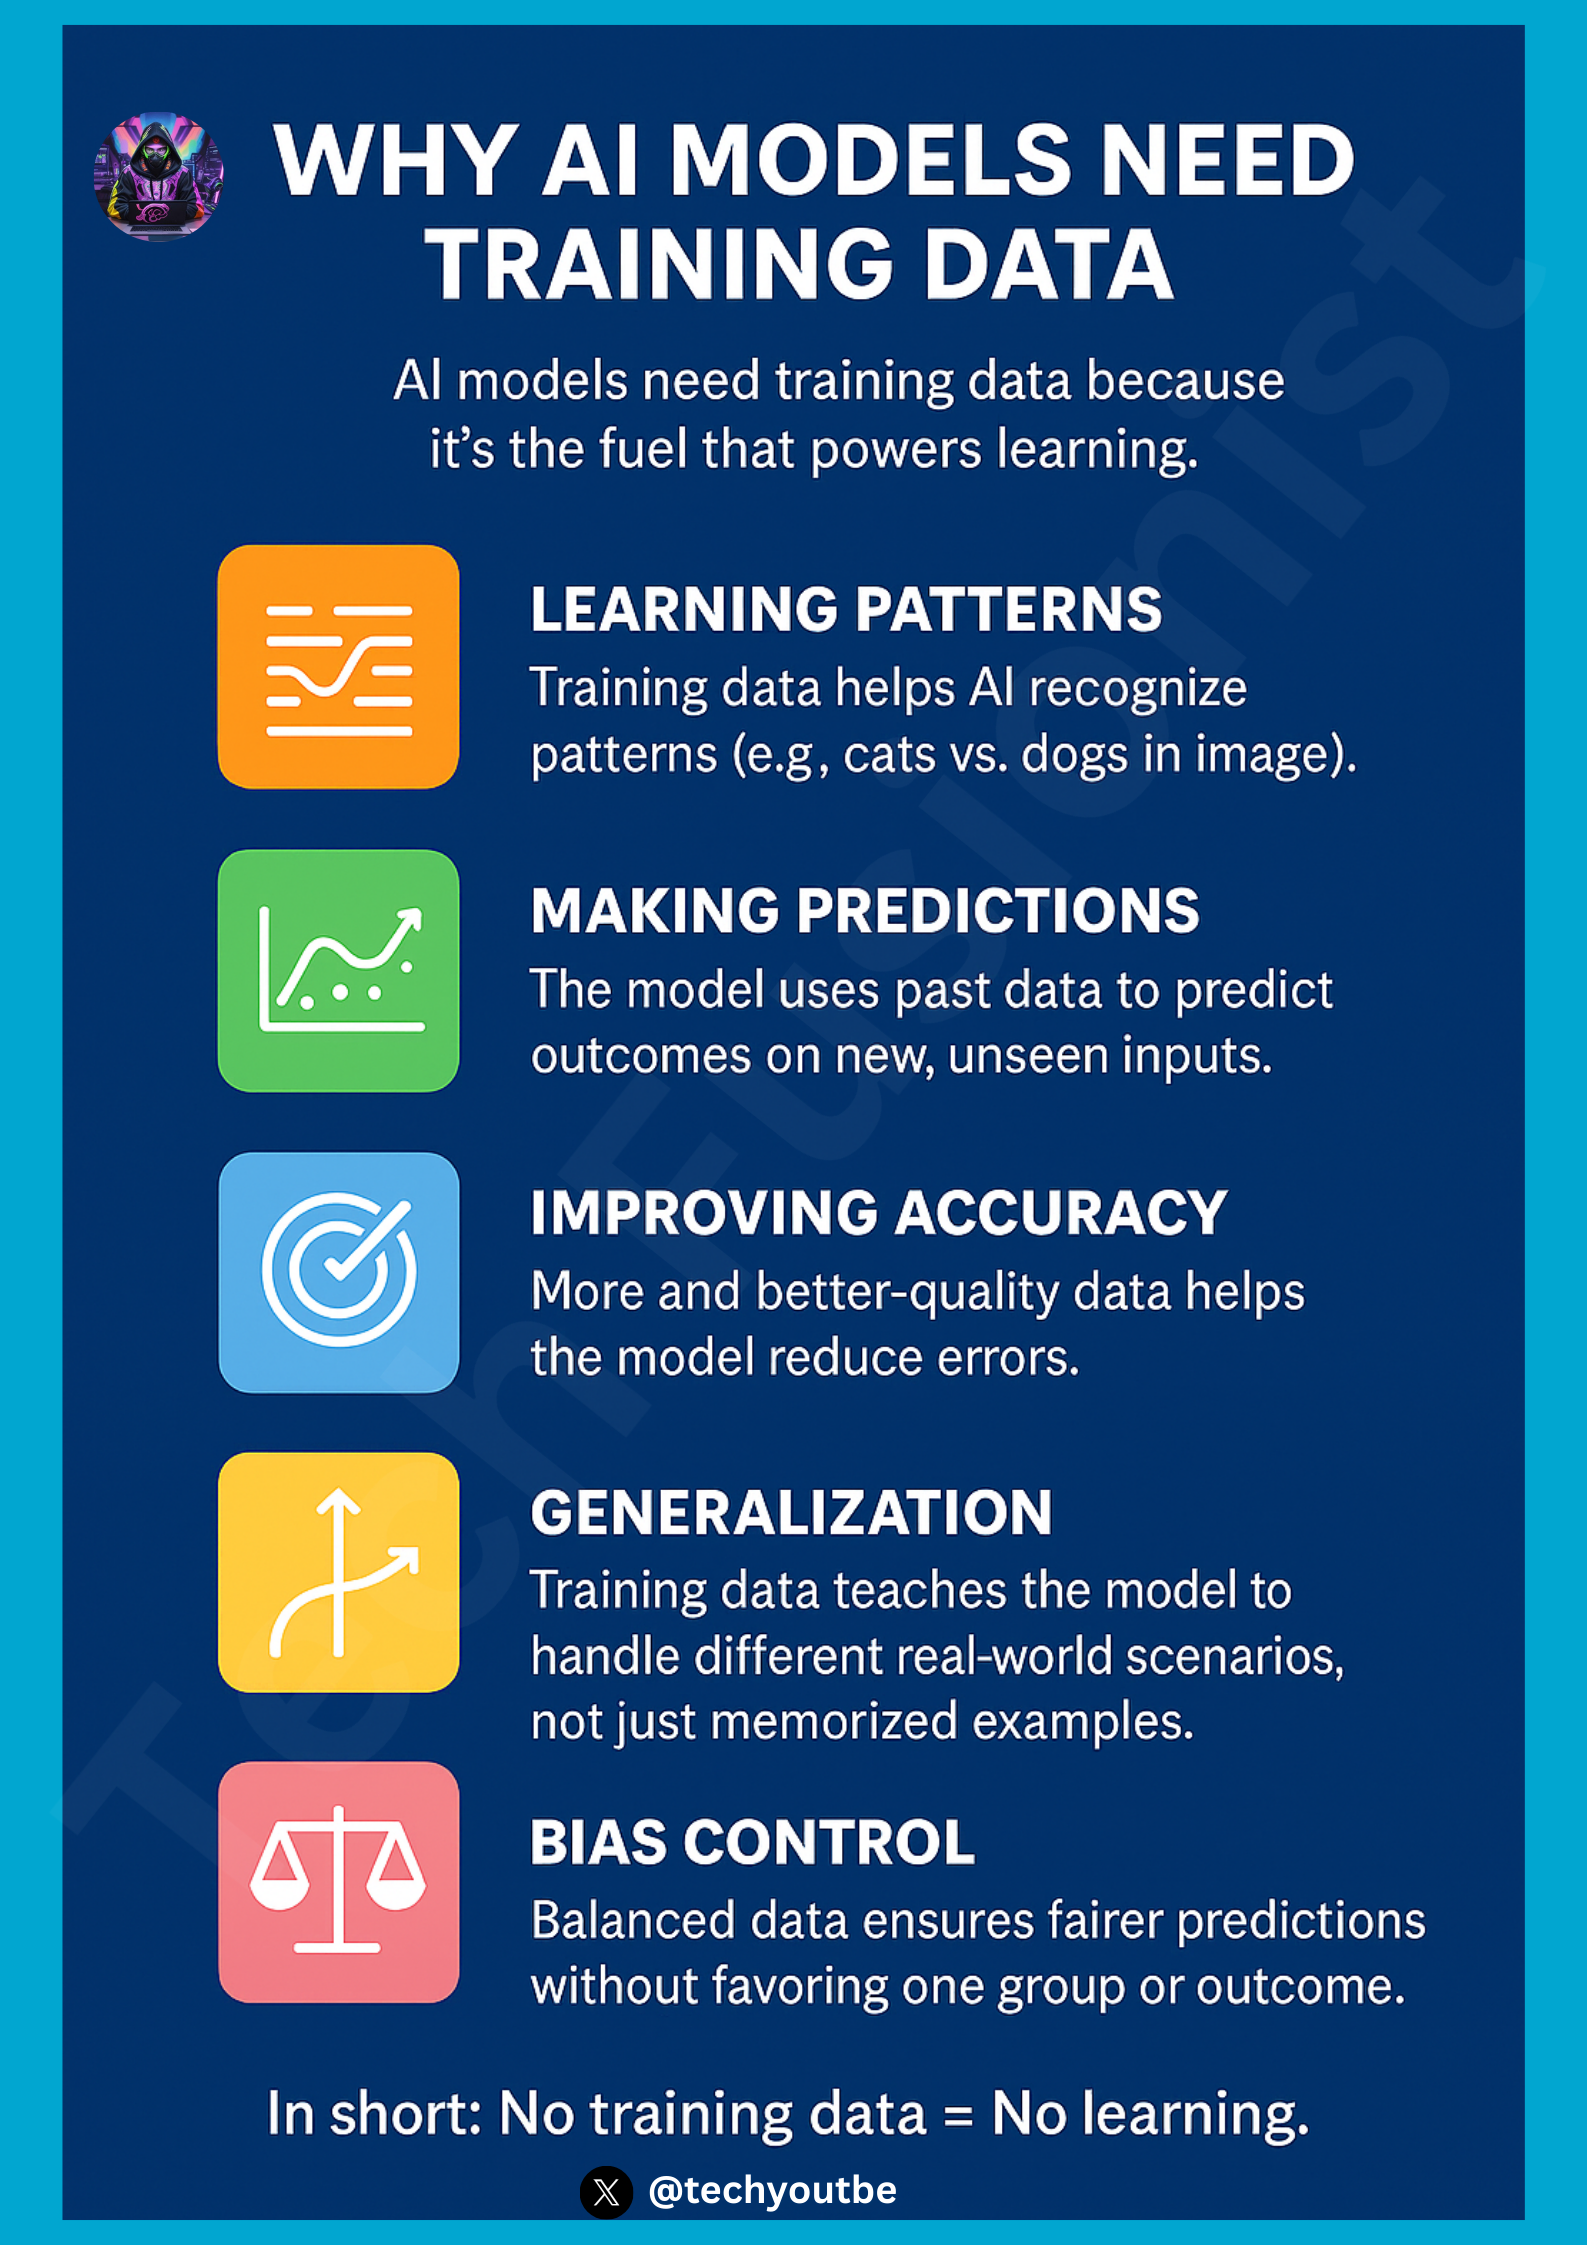 WHY AI MODELS NEED
TRAINING DATA
AI models need training data because
it's the fuel that powers learning.
LEARNING PATTERNS
Training data helps AI recognize
patterns (e.g, cats vs. dogs in image).
MAKING PREDICTIONS
The model uses past data to predict
outcomes on new, unseen inputs.
IMPROVING ACCURACY
More and better-quality data helps
the model reduce errors.
GENERALIZATION
Training data teaches the model to
handle different real-world scenarios,
not just memorized examples.
BIAS CONTROL
Balanced data ensures fairer predictions
without favoring one group or outcome.
In short: No training data = No learning.
@techyoutbe
Tech Fusionist